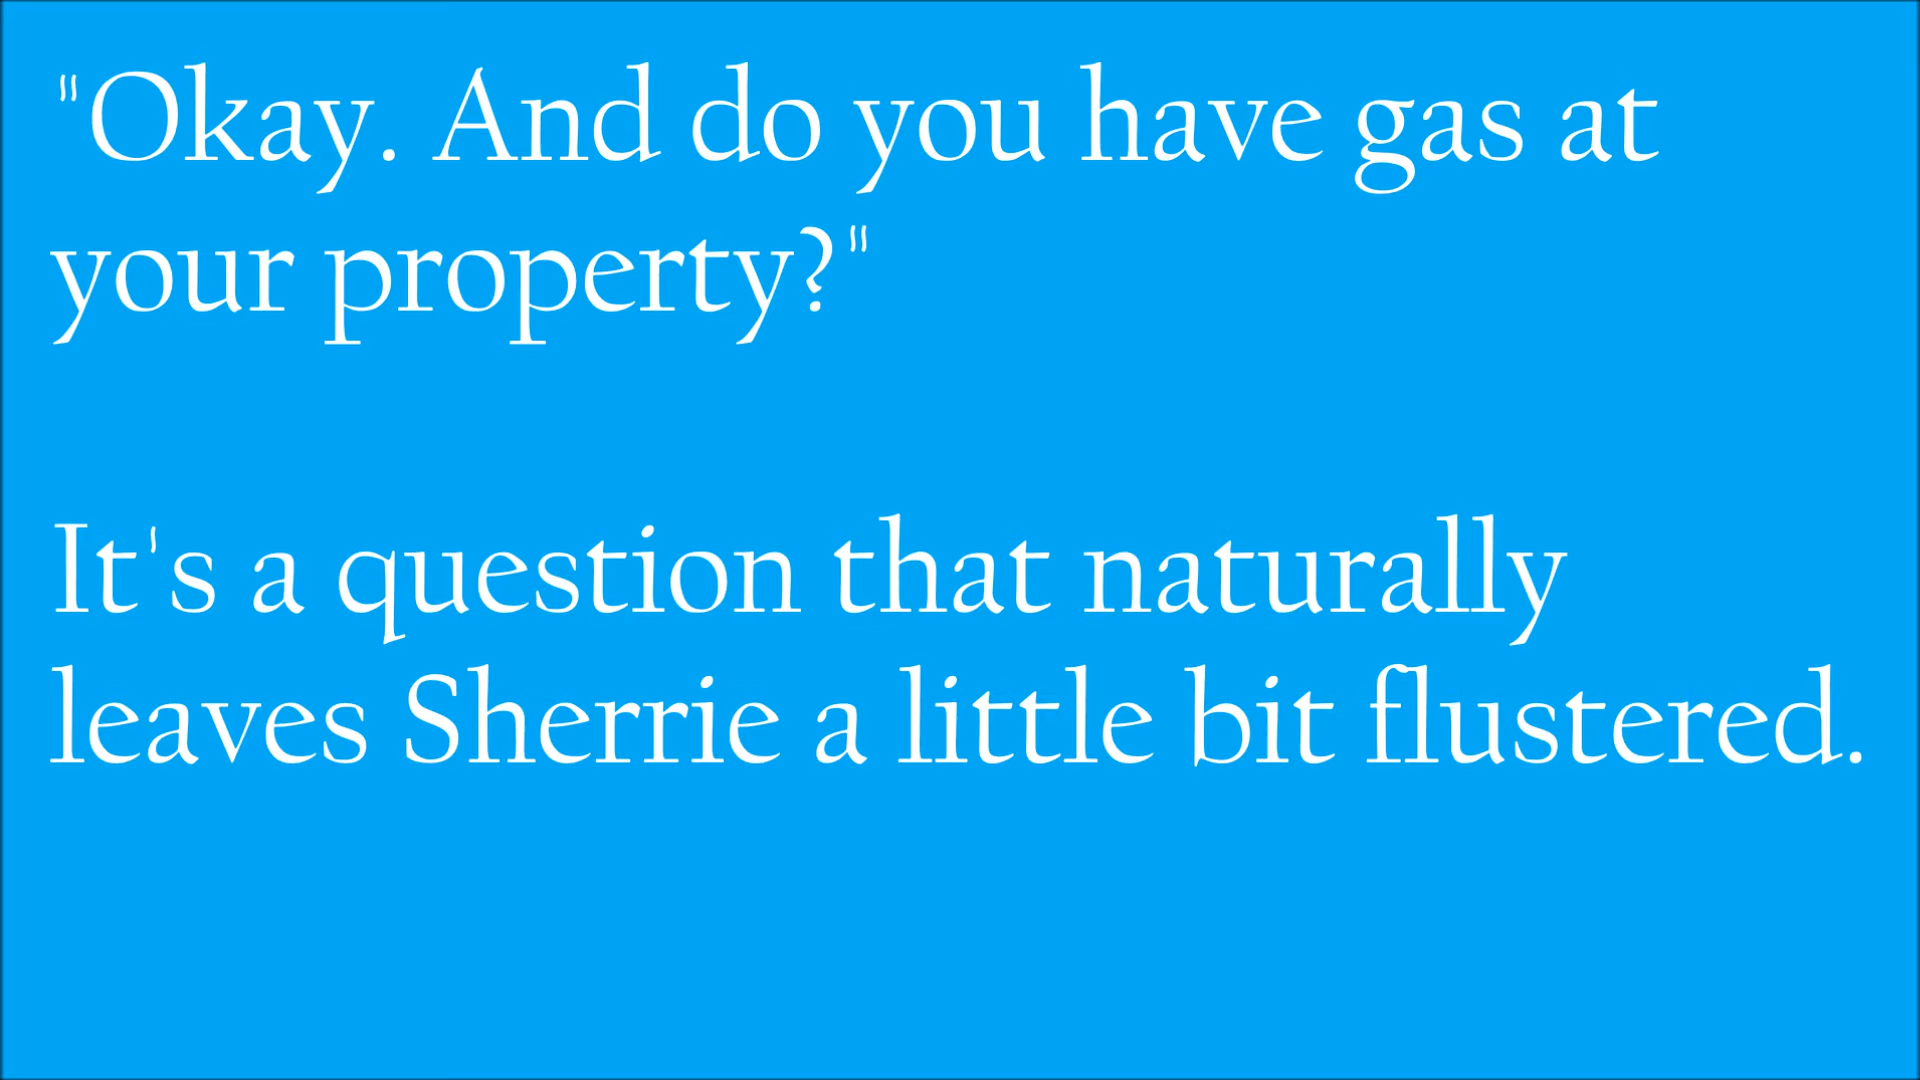 "Okay. And do you have gas at
your property?"
It's a question that naturally
leaves Sherrie a little bit flustered.